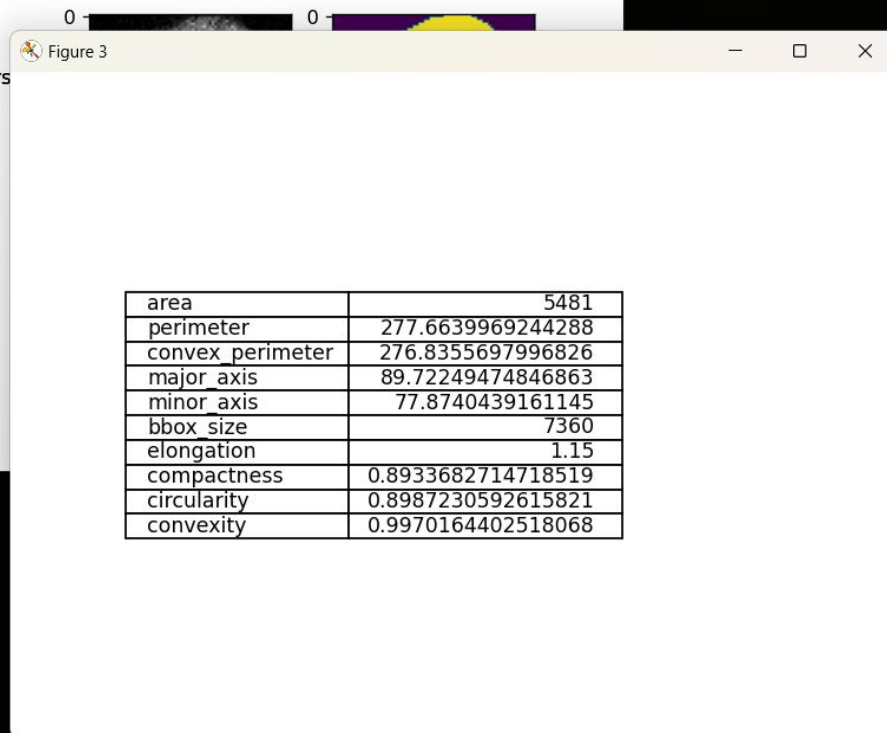 0 0
Figure 3
rs
area 5481
perimeter 277.6639969244288
convex_perimeter 276.8355697996826
major_axis 89.72249474846863
minor_axis 77.8740439161145
bbox_size 7360
elongation 1.15
compactness 0.8933682714718519
circularity 0.8987230592615821
convexity 0.9970164402518068